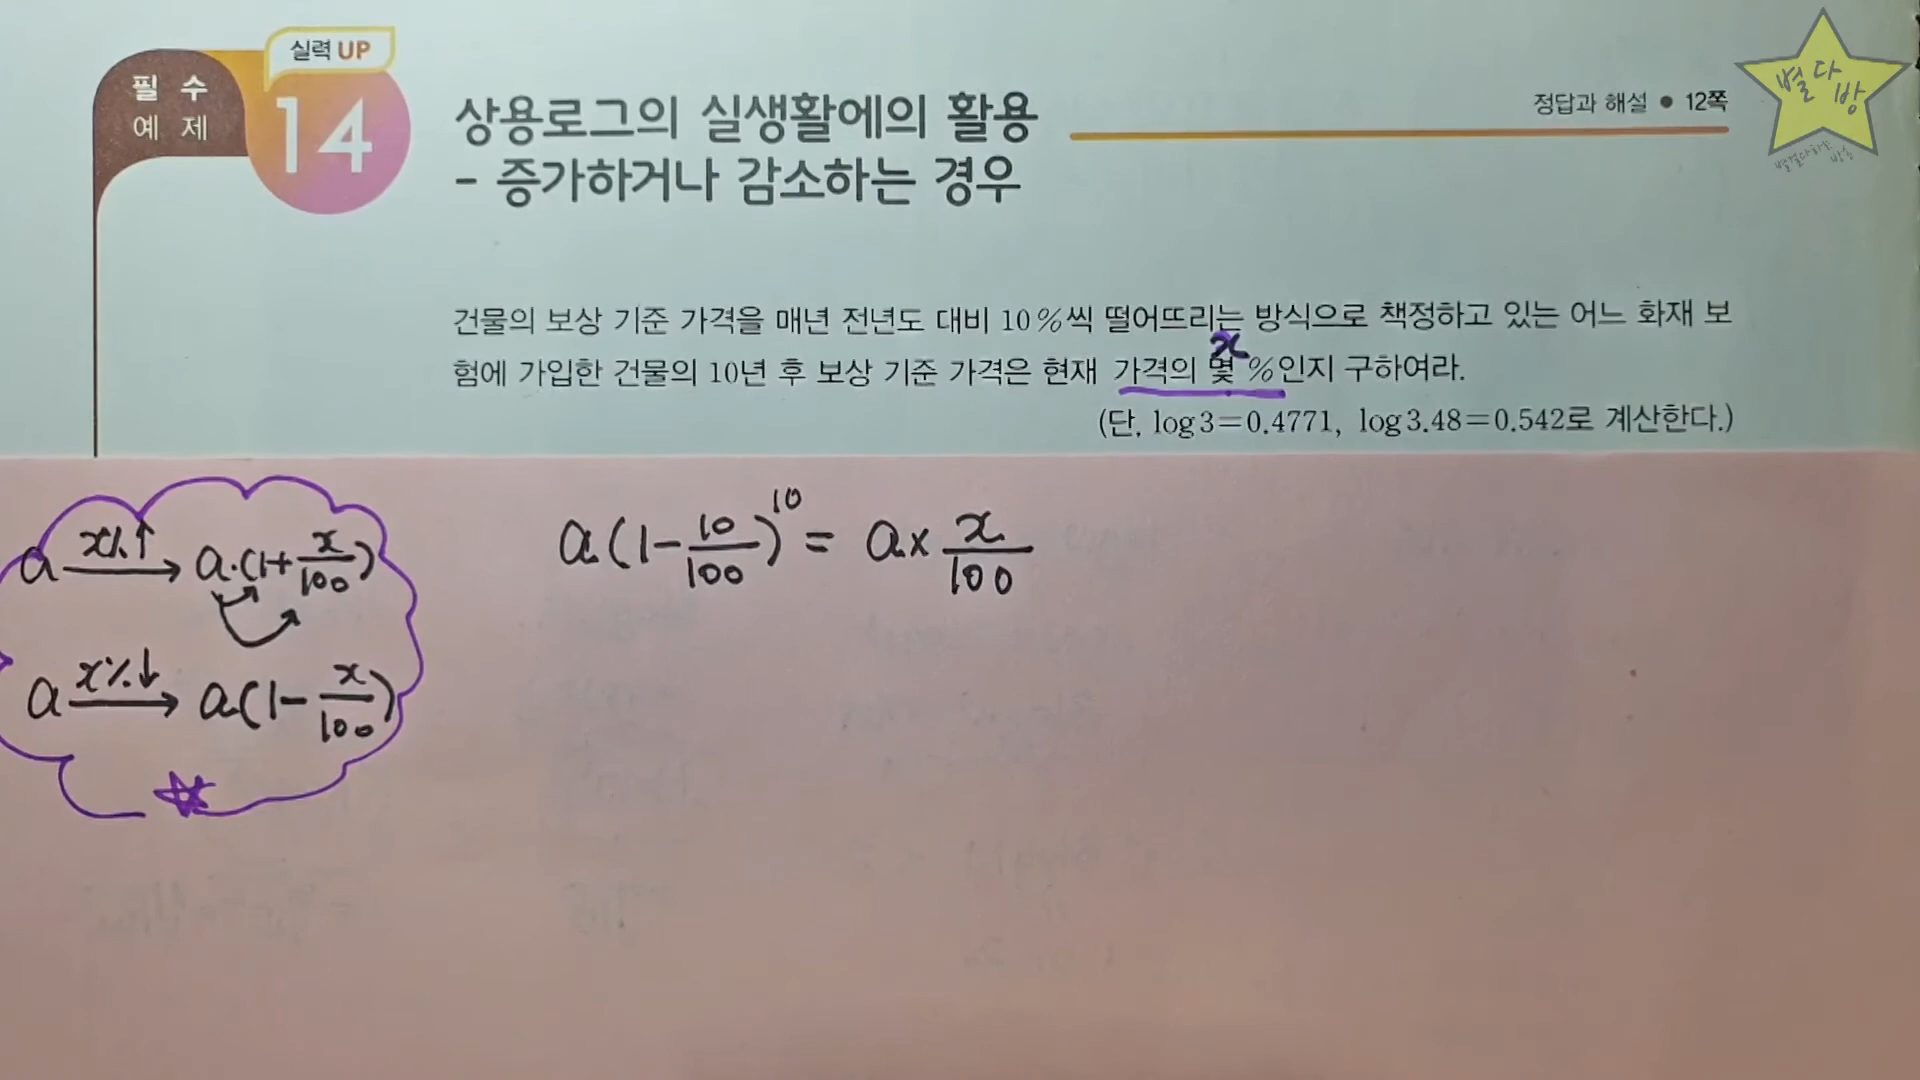 필 수
예 제
실력 UP
14
상용로그의 실생활에의 활용
- 증가하거나 감소하는 경우
정답과 해설 ● 12쪽
별다방
건물의 보상 기준 가격을 매년 전년도 대비 10%씩 떨어뜨리는 방식으로 책정하고 있는 어느 화재 보
x
험에 가입한 건물의 10년 후 보상 기준 가격은 현재 가격의 몇 %인지 구하여라.
(단, log 3=0.4771, log 3.48=0.542로 계산한다.)
a x%↑→ a·(1+x/100)
a x%↓→ a(1-x/100)
a(1-10/100)^10 = a×x/100